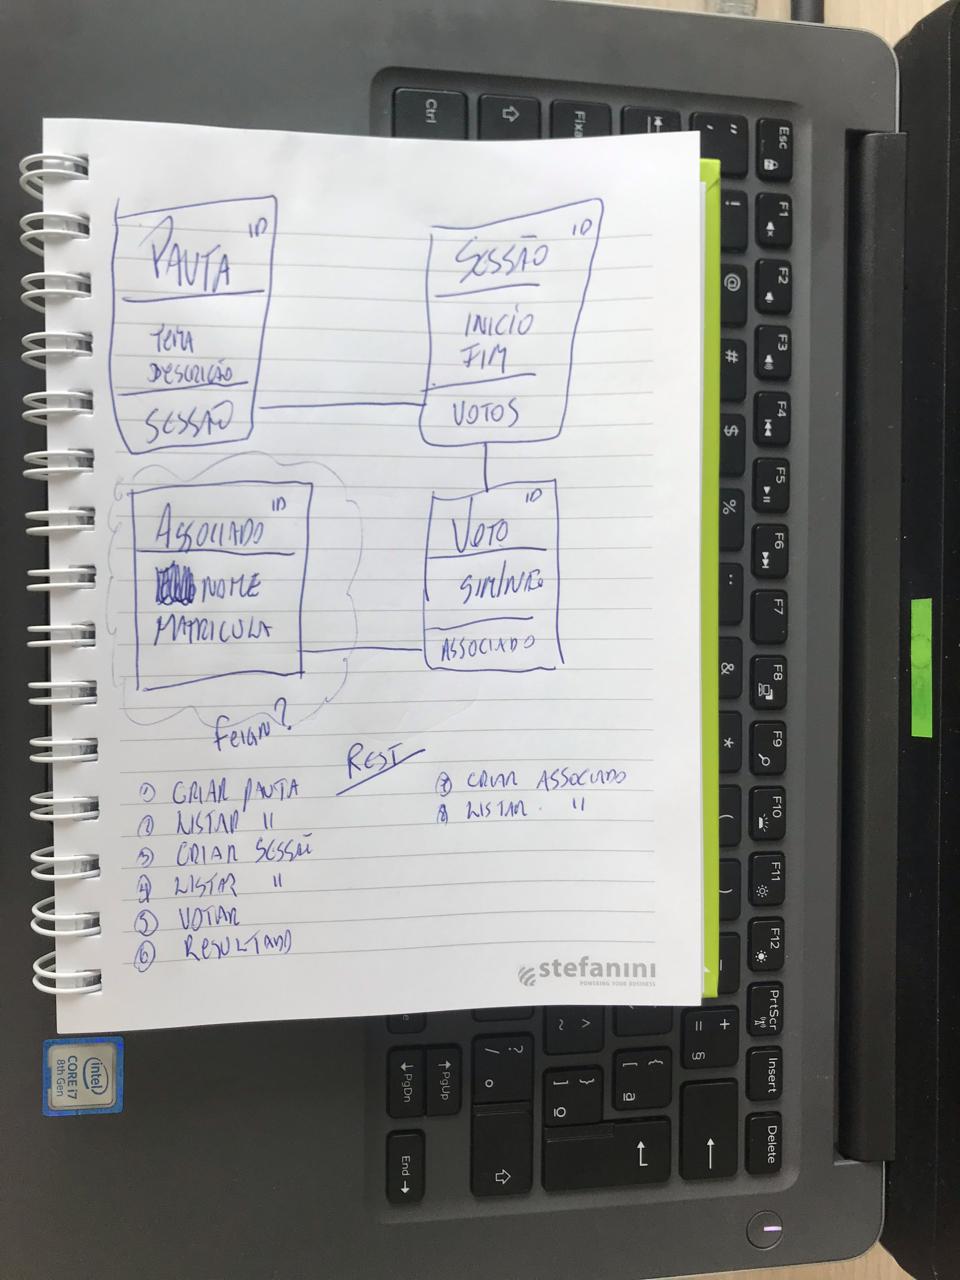 ID
PAUTA
TEMA
DESCRIÇÃO
SESSÃO
ID
SESSÃO
INICIO
FIM
VOTOS
ID
ASSOCIADO
NOME
MATRICULA
ID
VOTO
SIM/NÃO
ASSOCIADO
Feign?
REST
① CRIAR PAUTA
② LISTAR "
③ CRIAR SESSÃO
④ LISTAR "
⑤ VOTAR
⑥ RESULTADO
⑦ CRIAR ASSOCIADO
⑧ LISTAR "
stefanini
POWERING YOUR BUSINESS
intel
CORE i7
8th Gen
Ctrl
Fixa
Esc
F1
F2
F3
F4
F5
F6
F7
F8
F9
F10
F11
F12
PrtScr
Insert
Delete
PgUp
PgDn
End
" '
!
@
#
$
%
¨
&
*
(
)
_
+ = §
{ [ ª
} ] º
^ ~
? / °